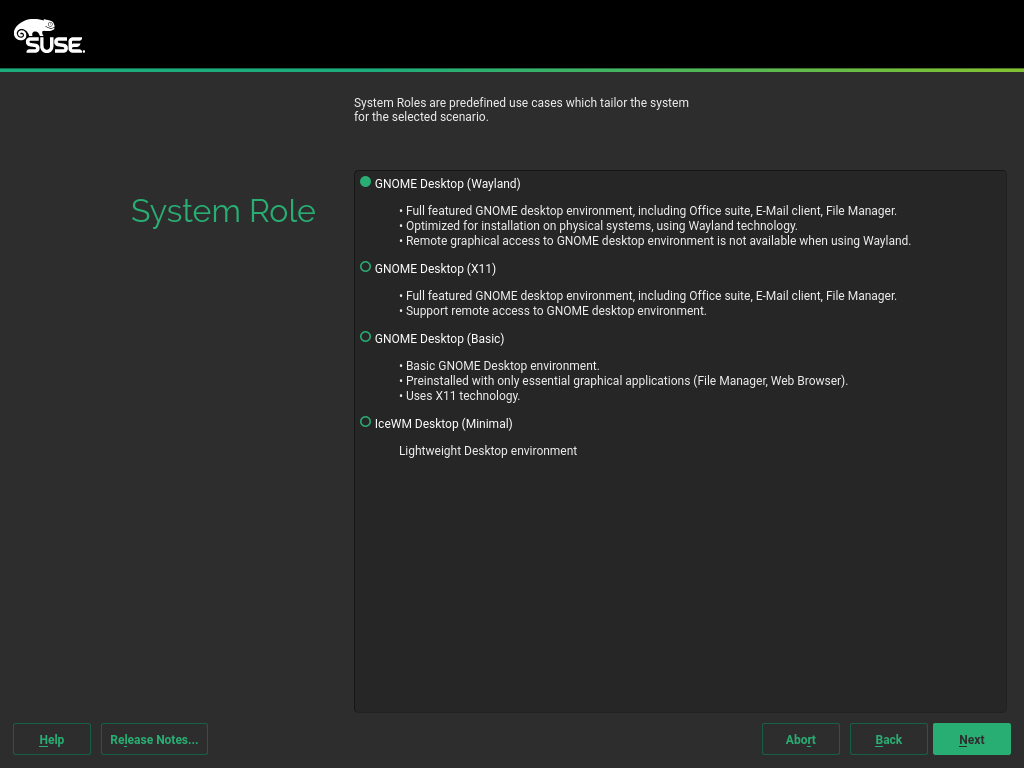 SUSE.
System Roles are predefined use cases which tailor the system
for the selected scenario.
System Role
GNOME Desktop (Wayland)
• Full featured GNOME desktop environment, including Office suite, E-Mail client, File Manager.
• Optimized for installation on physical systems, using Wayland technology.
• Remote graphical access to GNOME desktop environment is not available when using Wayland.
GNOME Desktop (X11)
• Full featured GNOME desktop environment, including Office suite, E-Mail client, File Manager.
• Support remote access to GNOME desktop environment.
GNOME Desktop (Basic)
• Basic GNOME Desktop environment.
• Preinstalled with only essential graphical applications (File Manager, Web Browser).
• Uses X11 technology.
IceWM Desktop (Minimal)
Lightweight Desktop environment
Help
Release Notes...
Abort
Back
Next